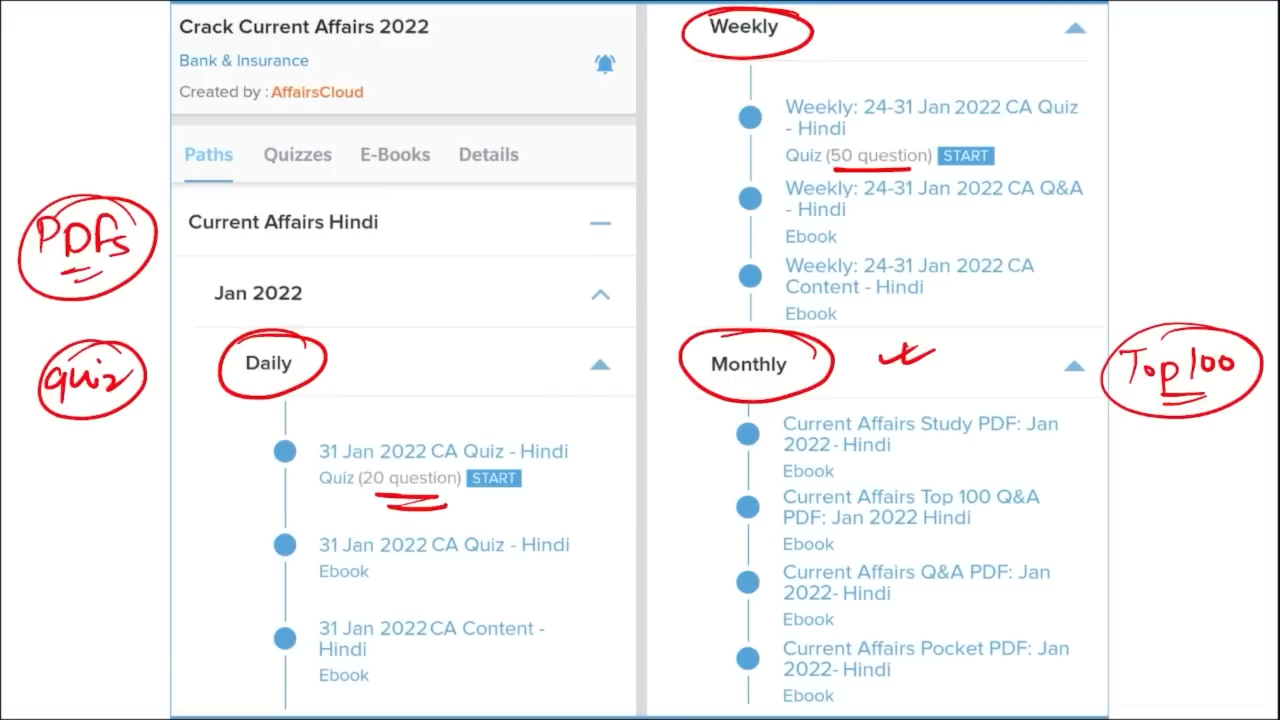 Crack Current Affairs 2022
Bank & Insurance
Created by : AffairsCloud
Paths Quizzes E-Books Details
PDFs
Current Affairs Hindi
Jan 2022
quiz
Daily
31 Jan 2022 CA Quiz - Hindi
Quiz (20 question) START
31 Jan 2022 CA Quiz - Hindi
Ebook
31 Jan 2022 CA Content -
Hindi
Ebook
Weekly
Weekly: 24-31 Jan 2022 CA Quiz
- Hindi
Quiz (50 question) START
Weekly: 24-31 Jan 2022 CA Q&A
- Hindi
Ebook
Weekly: 24-31 Jan 2022 CA
Content - Hindi
Ebook
Monthly
Top 100
Current Affairs Study PDF: Jan
2022- Hindi
Ebook
Current Affairs Top 100 Q&A
PDF: Jan 2022 Hindi
Ebook
Current Affairs Q&A PDF: Jan
2022- Hindi
Ebook
Current Affairs Pocket PDF: Jan
2022- Hindi
Ebook